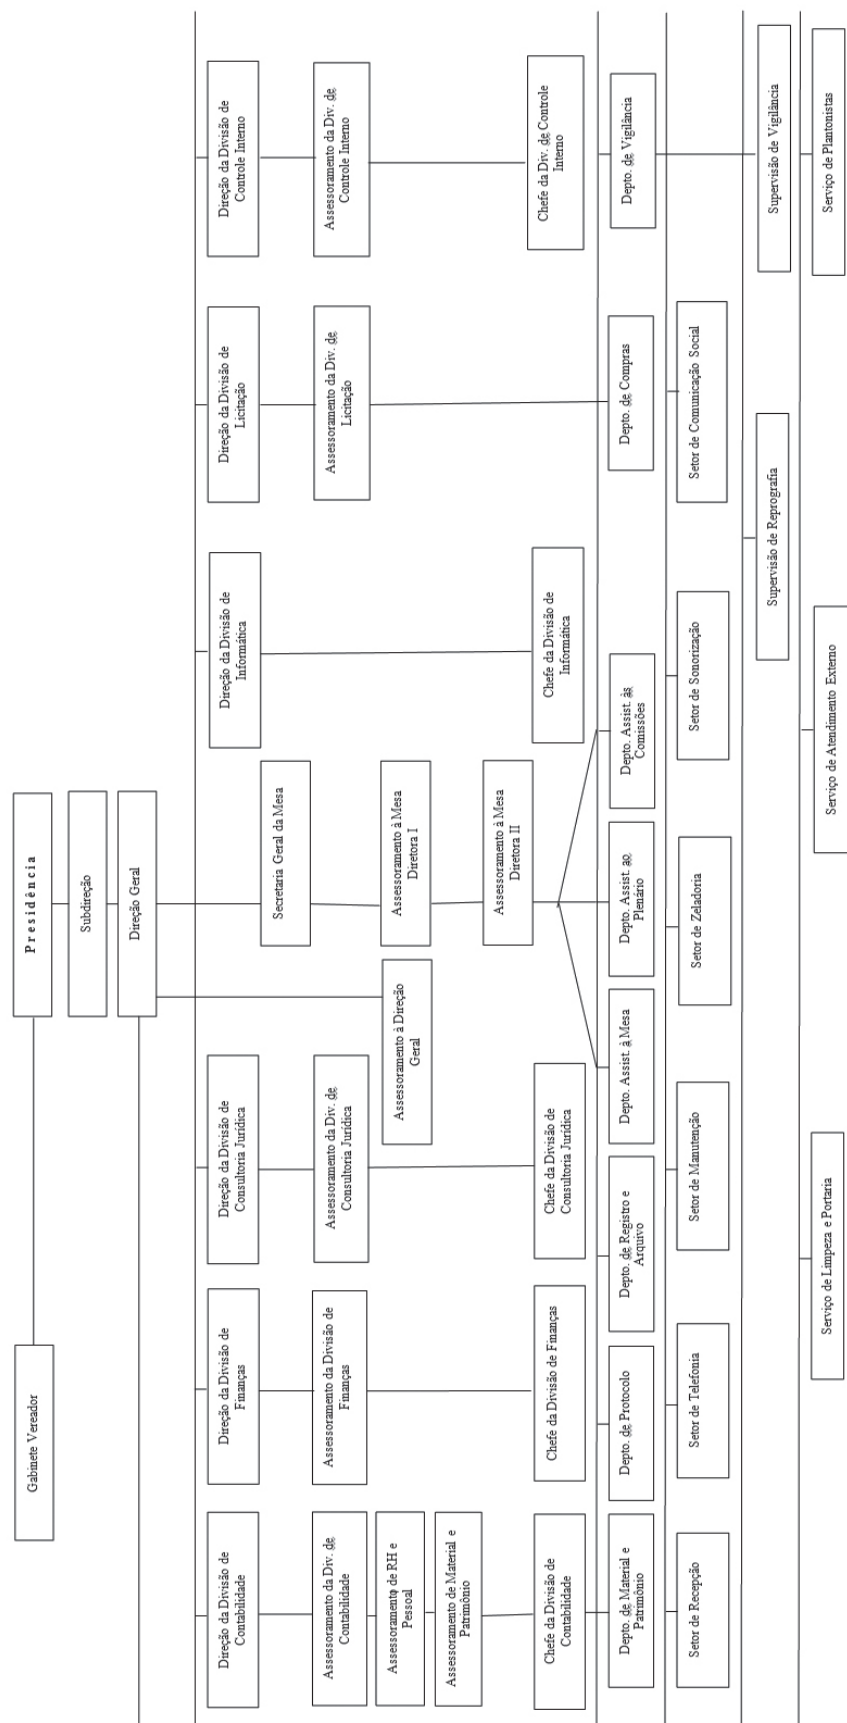 Presidência
Gabinete Vereador
Subdireção
Direção Geral
Direção da Divisão de
Contabilidade
Direção da Divisão de
Finanças
Direção da Divisão de
Consultoria Jurídica
Secretaria Geral da Mesa
Direção da Divisão de
Informática
Direção da Divisão de
Licitação
Direção da Divisão de
Controle Interno
Assessoramento da Div. de
Contabilidade
Assessoramento da Divisão de
Finanças
Assessoramento da Div. de
Consultoria Jurídica
Assessoramento da Div. de
Licitação
Assessoramento da Div. de
Controle Interno
Assessoramento de RH e
Pessoal
Assessoramento à Direção
Geral
Assessoramento à Mesa
Diretora I
Assessoramento de Material e
Patrimônio
Assessoramento à Mesa
Diretora II
Chefe da Divisão de
Contabilidade
Chefe da Divisão de Finanças
Chefe da Divisão de
Consultoria Jurídica
Chefe da Divisão de
Informática
Chefe da Div. de Controle
Interno
Depto. de Material e
Patrimônio
Depto. de Protocolo
Depto. de Registro e
Arquivo
Depto. Assist. à Mesa
Depto. Assist. ao
Plenário
Depto. Assist. às
Comissões
Depto. de Compras
Depto. de Vigilância
Setor de Recepção
Setor de Telefonia
Setor de Manutenção
Setor de Zeladoria
Setor de Sonorização
Setor de Comunicação Social
Supervisão de Reprografia
Supervisão de Vigilância
Serviço de Limpeza e Portaria
Serviço de Atendimento Externo
Serviço de Plantonistas